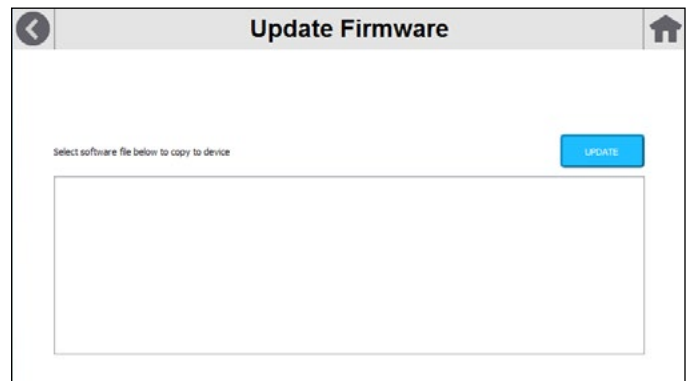 Update Firmware
Select software file below to copy to device
UPDATE